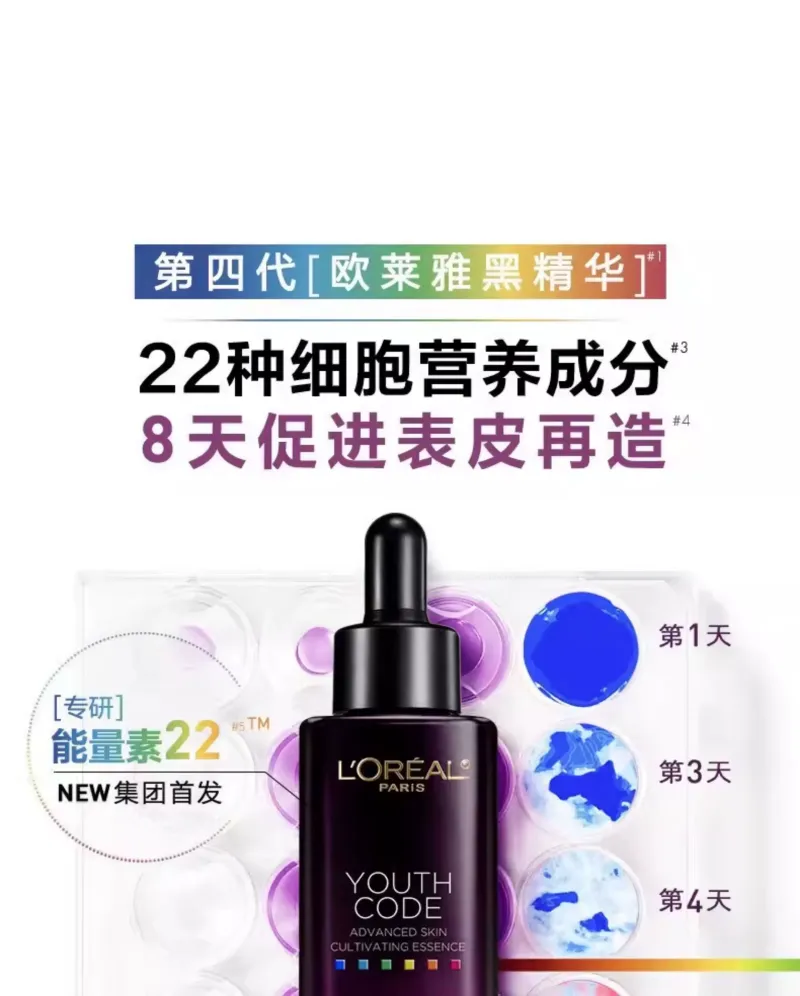 第四代[欧莱雅黑精华]#1
22种细胞营养成分#3
8天促进表皮再造#4
第1天
[专研]
能量素22#5TM
NEW集团首发
第3天
L'ORÉAL
PARIS
第4天
YOUTH
CODE
ADVANCED SKIN
CULTIVATING ESSENCE